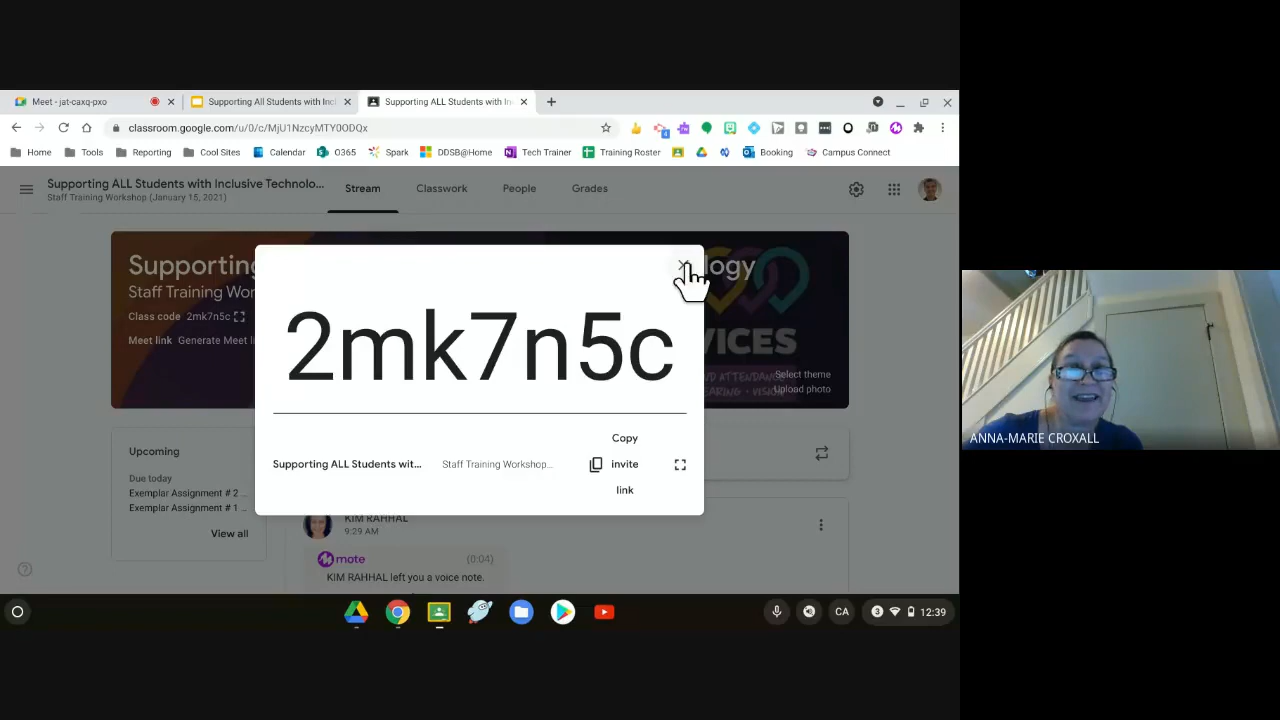 Meet - jat-caxq-pxo
Supporting All Students with Incl
Supporting ALL Students with In
classroom.google.com/u/0/c/MjU1NzcyMTY0ODQx
Home Tools Reporting Cool Sites Calendar O365 Spark DDSB@Home Tech Trainer Training Roster Booking Campus Connect
Supporting ALL Students with Inclusive Technolo...
Staff Training Workshop (January 15, 2021)
Stream Classwork People Grades
Supporting
logy
Staff Training Wor
Class code 2mk7n5c
Meet link Generate Meet li
VICES
ND ATTENDANC
EARING - VISION
Select theme
Upload photo
2mk7n5c
Supporting ALL Students wit...
Staff Training Workshop...
Copy
invite
link
Upcoming
Due today
Exemplar Assignment # 2 ...
Exemplar Assignment # 1 ...
View all
KIM RAHHAL
9:29 AM
mote (0:04)
KIM RAHHAL left you a voice note.
CA
3
12:39
ANNA-MARIE CROXALL